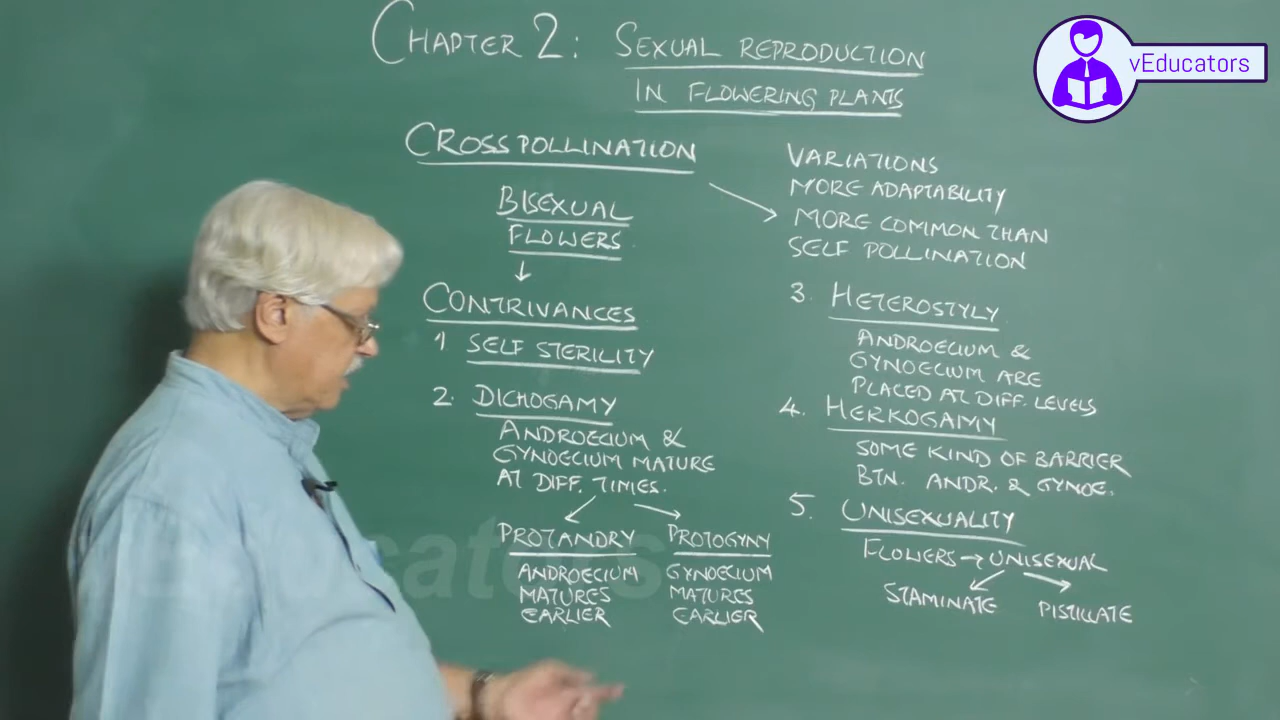 CHAPTER 2: SEXUAL REPRODUCTION
IN FLOWERING PLANTS
CROSS POLLINATION
BISEXUAL
FLOWERS
CONTRIVANCES
1 SELF STERILITY
2. DICHOGAMY
ANDROECIUM &
GYNOECIUM MATURE
AT DIFF. TIMES.
PROTANDRY
ANDROECIUM
MATURES
EARLIER
PROTOGYNY
GYNOECIUM
MATURES
EARLIER
VARIATIONS
MORE ADAPTABILITY
MORE COMMON THAN
SELF POLLINATION
3. HETEROSTYLY
ANDROECIUM &
GYNOECIUM ARE
PLACED AT DIFF. LEVELS
4. HERKOGAMY
SOME KIND OF BARRIER
BTN. ANDR. & GYNOE.
5. UNISEXUALITY
FLOWERS → UNISEXUAL
STAMINATE
PISTILLATE
vEducators
Educators